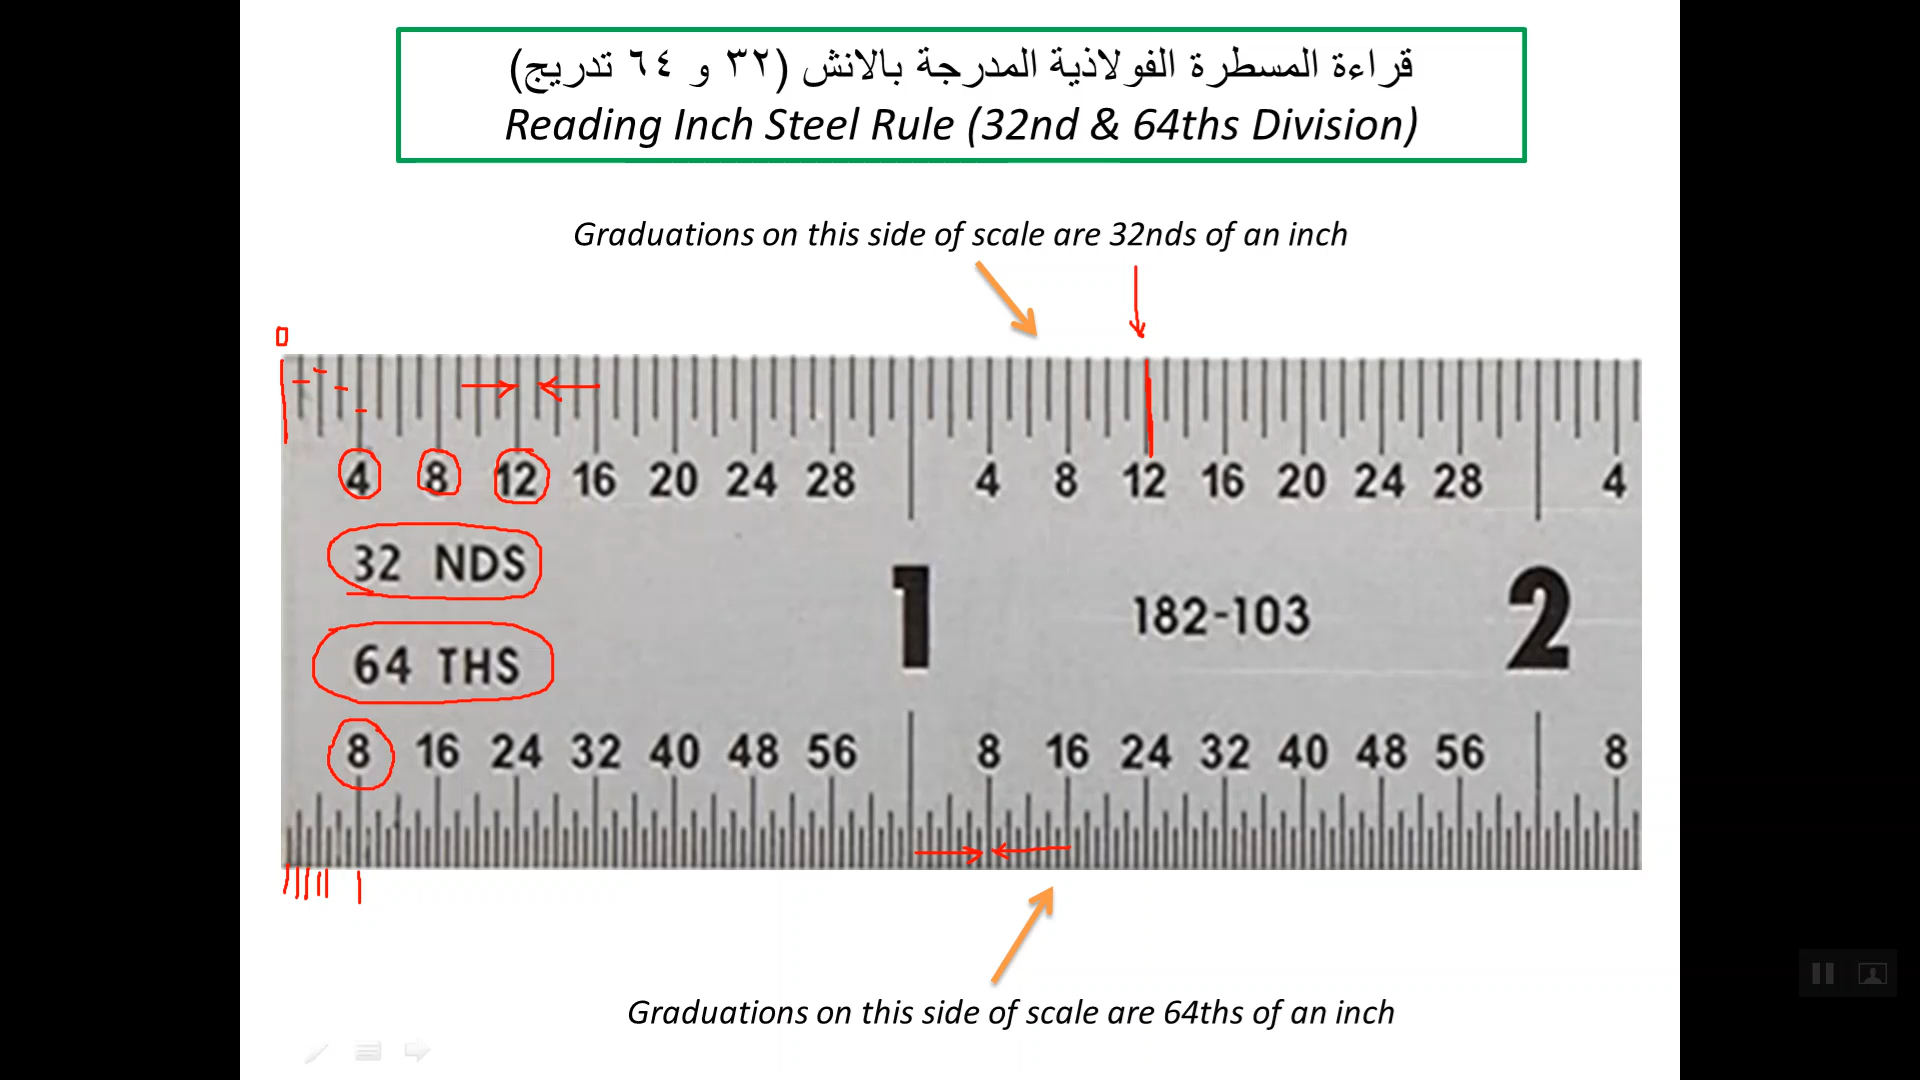 قراءة المسطرة الفولاذية المدرجة بالانش (٣٢ و ٦٤ تدريج)
Reading Inch Steel Rule (32nd & 64ths Division)
Graduations on this side of scale are 32nds of an inch
0
4 8 12 16 20 24 28 4 8 12 16 20 24 28 4
32 NDS
1 182-103 2
64 THS
8 16 24 32 40 48 56 8 16 24 32 40 48 56 8
Graduations on this side of scale are 64ths of an inch